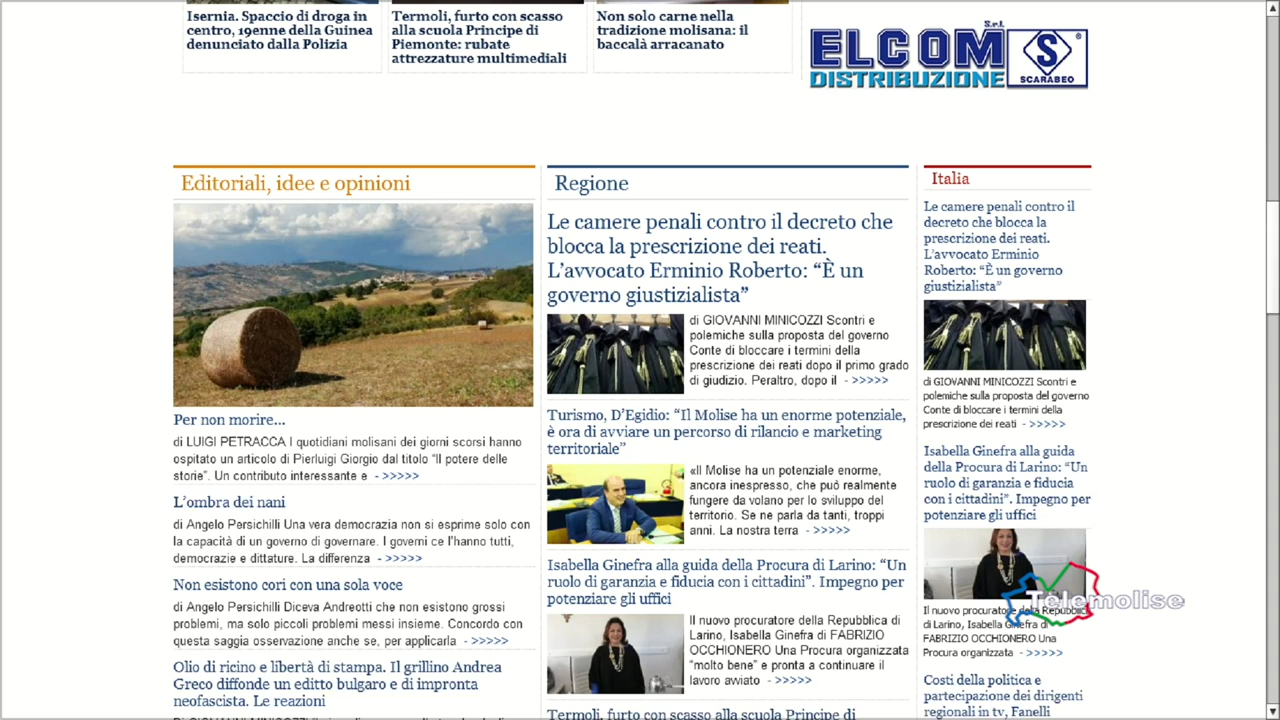 Isernia. Spaccio di droga in
centro, 19enne della Guinea
denunciato dalla Polizia
Termoli, furto con scasso
alla scuola Principe di
Piemonte: rubate
attrezzature multimediali
Non solo carne nella
tradizione molisana: il
baccalà arracanato
S.r.l.
ELCOM
DISTRIBUZIONE
S
®
SCARABEO
Editoriali, idee e opinioni
Per non morire...
di LUIGI PETRACCA I quotidiani molisani dei giorni scorsi hanno
ospitato un articolo di Pierluigi Giorgio dal titolo "Il potere delle
storie". Un contributo interessante e - >>>>>
L'ombra dei nani
di Angelo Persichilli Una vera democrazia non si esprime solo con
la capacità di un governo di governare. I governi ce l'hanno tutti,
democrazie e dittature. La differenza - >>>>>
Non esistono cori con una sola voce
di Angelo Persichilli Diceva Andreotti che non esistono grossi
problemi, ma solo piccoli problemi messi insieme. Concordo con
questa saggia osservazione anche se, per applicarla - >>>>>
Olio di ricino e libertà di stampa. Il grillino Andrea
Greco diffonde un editto bulgaro e di impronta
neofascista. Le reazioni
Regione
Le camere penali contro il decreto che
blocca la prescrizione dei reati.
L'avvocato Erminio Roberto: "È un
governo giustizialista"
di GIOVANNI MINICOZZI Scontri e
polemiche sulla proposta del governo
Conte di bloccare i termini della
prescrizione dei reati dopo il primo grado
di giudizio. Peraltro, dopo il - >>>>>
Turismo, D'Egidio: "Il Molise ha un enorme potenziale,
è ora di avviare un percorso di rilancio e marketing
territoriale"
«Il Molise ha un potenziale enorme,
ancora inespresso, che può realmente
fungere da volano per lo sviluppo del
territorio. Se ne parla da tanti, troppi
anni. La nostra terra - >>>>>
Isabella Ginefra alla guida della Procura di Larino: "Un
ruolo di garanzia e fiducia con i cittadini". Impegno per
potenziare gli uffici
Il nuovo procuratore della Repubblica di
Larino, Isabella Ginefra di FABRIZIO
OCCHIONERO Una Procura organizzata
"molto bene" e pronta a continuare il
lavoro avviato - >>>>>
Termoli, furto con scasso alla scuola Principe di
Italia
Le camere penali contro il
decreto che blocca la
prescrizione dei reati.
L'avvocato Erminio
Roberto: "È un governo
giustizialista"
di GIOVANNI MINICOZZI Scontri e
polemiche sulla proposta del governo
Conte di bloccare i termini della
prescrizione dei reati - >>>>>
Isabella Ginefra alla guida
della Procura di Larino: "Un
ruolo di garanzia e fiducia
con i cittadini". Impegno per
potenziare gli uffici
Il nuovo procuratore della Repubblica
di Larino, Isabella Ginefra di
FABRIZIO OCCHIONERO Una
Procura organizzata - >>>>>
Costi della politica e
partecipazione dei dirigenti
regionali in tv, Fanelli
Telemolise